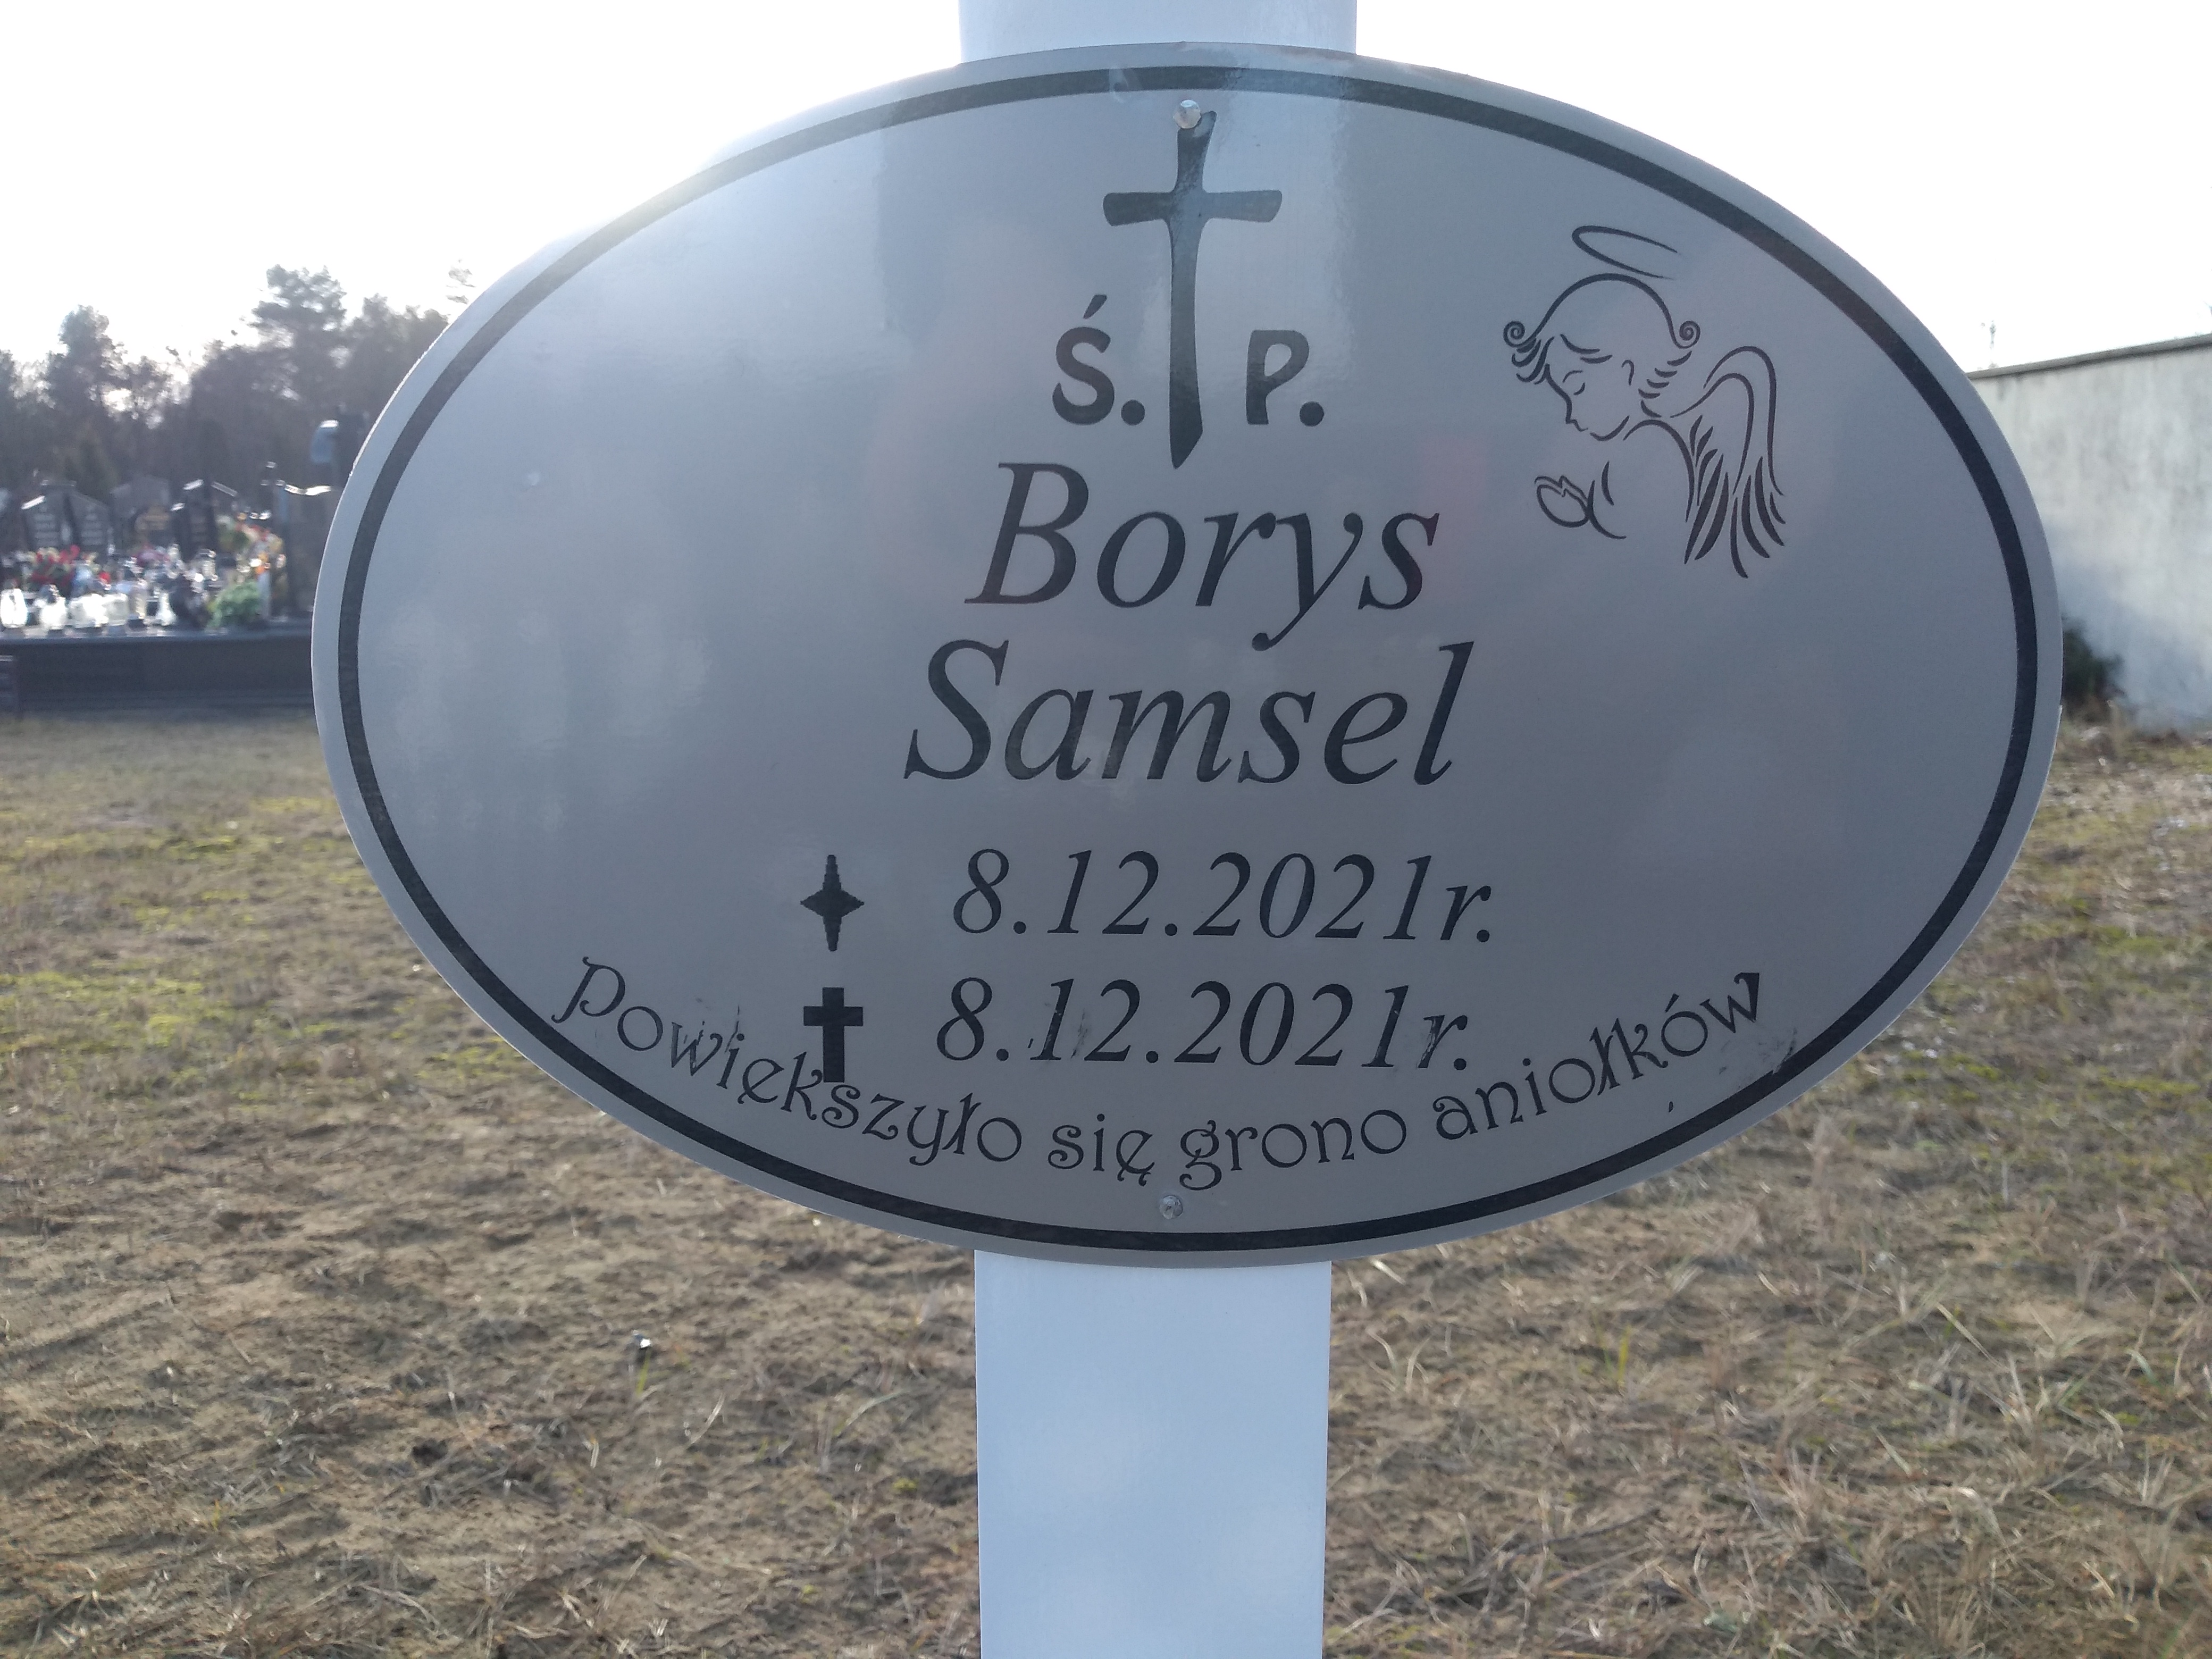 Ś. P.
Borys
Samsel
8.12.2021r.
8.12.2021r.
Powiększyło się grono aniołków